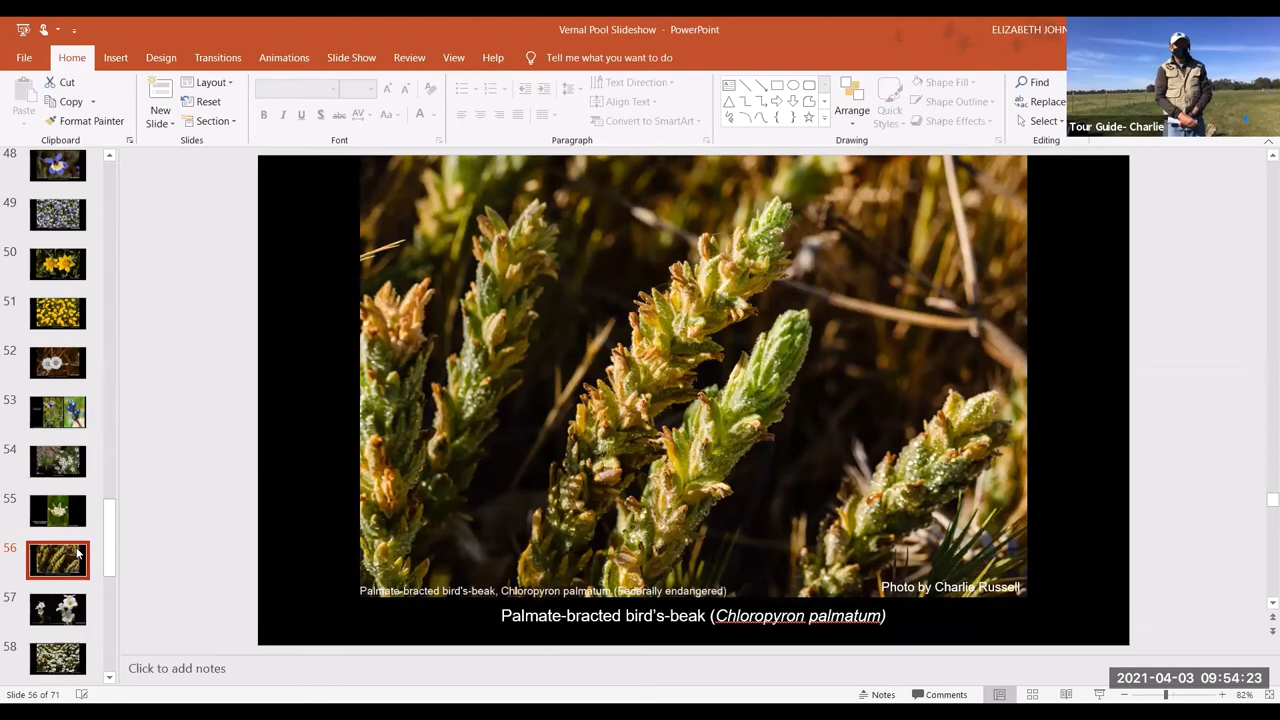 Vernal Pool Slideshow - PowerPoint
ELIZABETH JOHN
File Home Insert Design Transitions Animations Slide Show Review View Help Tell me what you want to do
Paste
Cut
Copy
Format Painter
Clipboard
New Slide
Layout
Reset
Section
Slides
B I U S abc AV Aa A
Font
Text Direction
Align Text
Convert to SmartArt
Paragraph
Arrange
Quick Styles
Shape Fill
Shape Outline
Shape Effects
Drawing
Find
Replace
Select
Editing
Tour Guide- Charlie
48
49
50
51
52
53
54
55
56
57
58
Palmate-bracted bird's-beak, Chloropyron palmatum (Federally endangered)
Photo by Charlie Russell
Palmate-bracted bird's-beak (Chloropyron palmatum)
Click to add notes
2021-04-03 09:54:23
Slide 56 of 71
Notes
Comments
82%